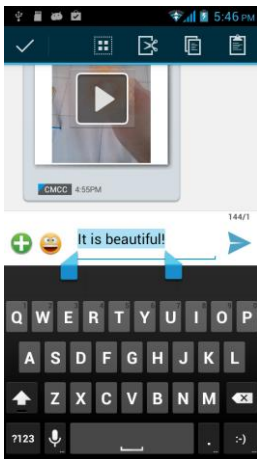 5:46 PM
CMCC 4:55PM
144/1
It is beautiful!
Q W E R T Y U I O P
A S D F G H J K L
Z X C V B N M
?123 . :-)